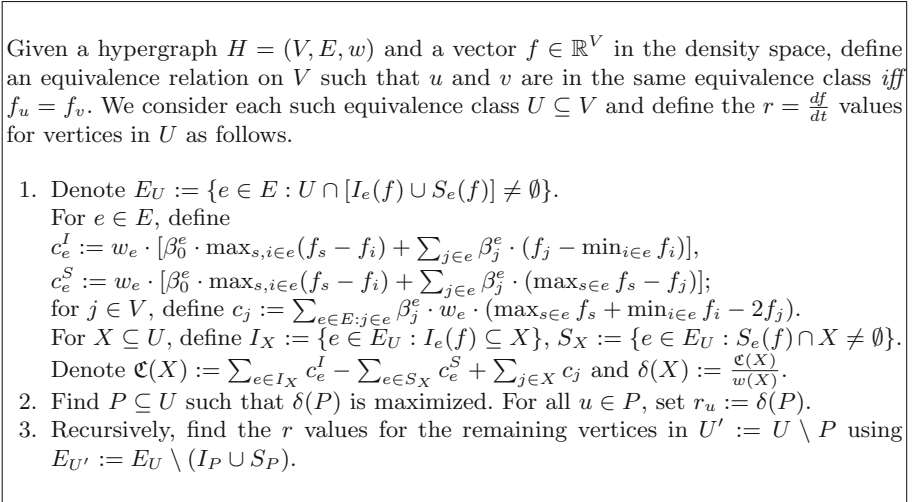 Given a hypergraph H = (V, E, w) and a vector f ∈ ℝ^V in the density space, define
an equivalence relation on V such that u and v are in the same equivalence class iff
f_u = f_v. We consider each such equivalence class U ⊆ V and define the r = df/dt values
for vertices in U as follows.
1. Denote E_U := {e ∈ E : U ∩ [I_e(f) ∪ S_e(f)] ≠ ∅}.
For e ∈ E, define
c_e^I := w_e · [β_0^e · max_{s,i∈e}(f_s − f_i) + ∑_{j∈e} β_j^e · (f_j − min_{i∈e} f_i)],
c_e^S := w_e · [β_0^e · max_{s,i∈e}(f_s − f_i) + ∑_{j∈e} β_j^e · (max_{s∈e} f_s − f_j)];
for j ∈ V, define c_j := ∑_{e∈E:j∈e} β_j^e · w_e · (max_{s∈e} f_s + min_{i∈e} f_i − 2f_j).
For X ⊆ U, define I_X := {e ∈ E_U : I_e(f) ⊆ X}, S_X := {e ∈ E_U : S_e(f) ∩ X ≠ ∅}.
Denote ℭ(X) := ∑_{e∈I_X} c_e^I − ∑_{e∈S_X} c_e^S + ∑_{j∈X} c_j and δ(X) := ℭ(X)/w(X).
2. Find P ⊆ U such that δ(P) is maximized. For all u ∈ P, set r_u := δ(P).
3. Recursively, find the r values for the remaining vertices in U′ := U \ P using
E_{U′} := E_U \ (I_P ∪ S_P).